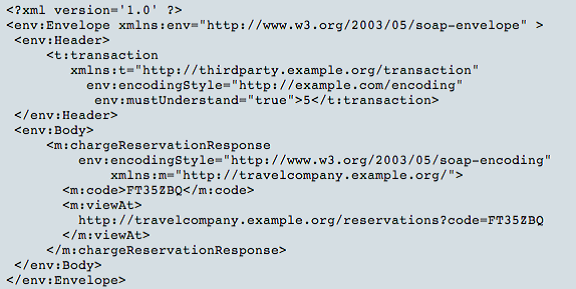 <?xml version='1.0' ?>
<env:Envelope xmlns:env="http://www.w3.org/2003/05/soap-envelope" >
<env:Header>
<t:transaction
xmlns:t="http://thirdparty.example.org/transaction"
env:encodingStyle="http://example.com/encoding"
env:mustUnderstand="true">5</t:transaction>
</env:Header>
<env:Body>
<m:chargeReservationResponse
env:encodingStyle="http://www.w3.org/2003/05/soap-encoding"
xmlns:m="http://travelcompany.example.org/">
<m:code>FT35ZBQ</m:code>
<m:viewAt>
http://travelcompany.example.org/reservations?code=FT35ZBQ
</m:viewAt>
</m:chargeReservationResponse>
</env:Body>
</env:Envelope>